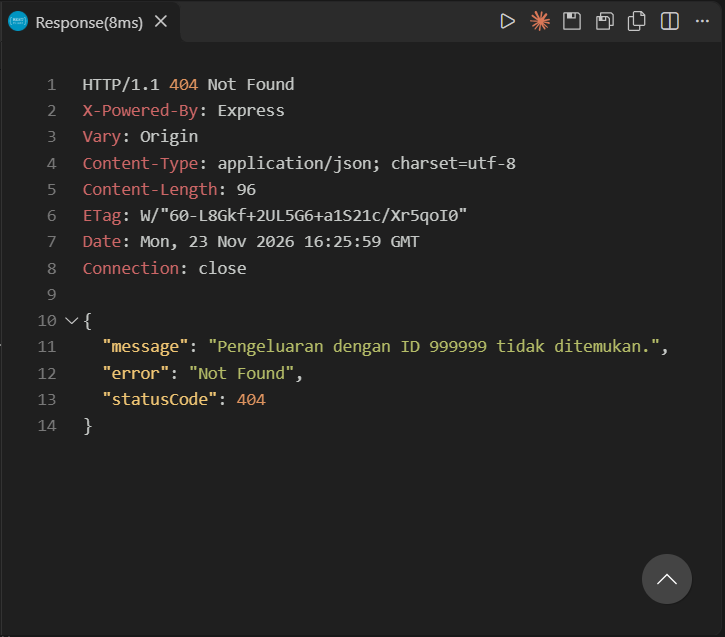 Response(8ms)
1 HTTP/1.1 404 Not Found
2 X-Powered-By: Express
3 Vary: Origin
4 Content-Type: application/json; charset=utf-8
5 Content-Length: 96
6 ETag: W/"60-L8Gkf+2UL5G6+a1S21c/Xr5qoI0"
7 Date: Mon, 23 Nov 2026 16:25:59 GMT
8 Connection: close
9
10 {
11 "message": "Pengeluaran dengan ID 999999 tidak ditemukan.",
12 "error": "Not Found",
13 "statusCode": 404
14 }